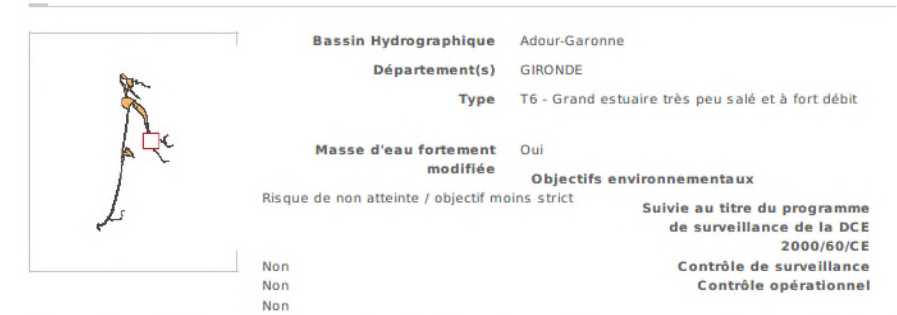 Bassin Hydrographique Adour-Garonne
Département(s) GIRONDE
Type T6 - Grand estuaire très peu salé et à fort débit
Masse d'eau fortement Oui
modifiée
Objectifs environnementaux
Risque de non atteinte / objectif moins strict
Suivie au titre du programme
de surveillance de la DCE
2000/60/CE
Non Contrôle de surveillance
Non Contrôle opérationnel
Non